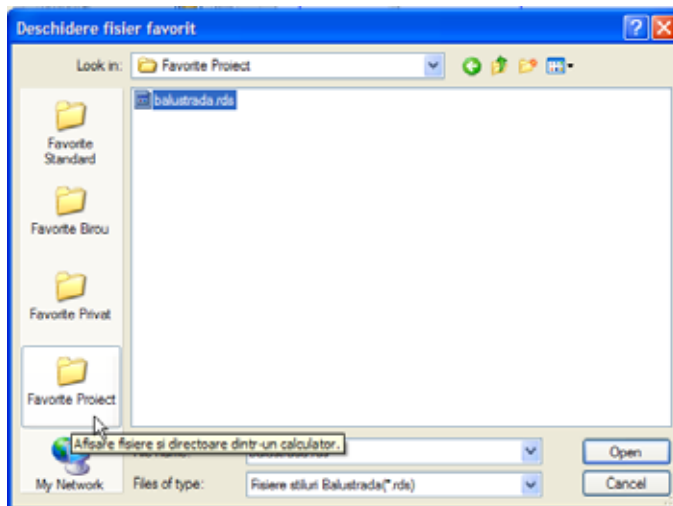 Deschidere fisier favorit
Look in:
Favorite Proiect
balustrada.rds
Favorite
Standard
Favorite Birou
Favorite Privat
Favorite Proiect
Afisare fisiere si directoare dintr-un calculator.
Open
My Network
Files of type:
Fisiere stiluri Balustrada(*.rds)
Cancel